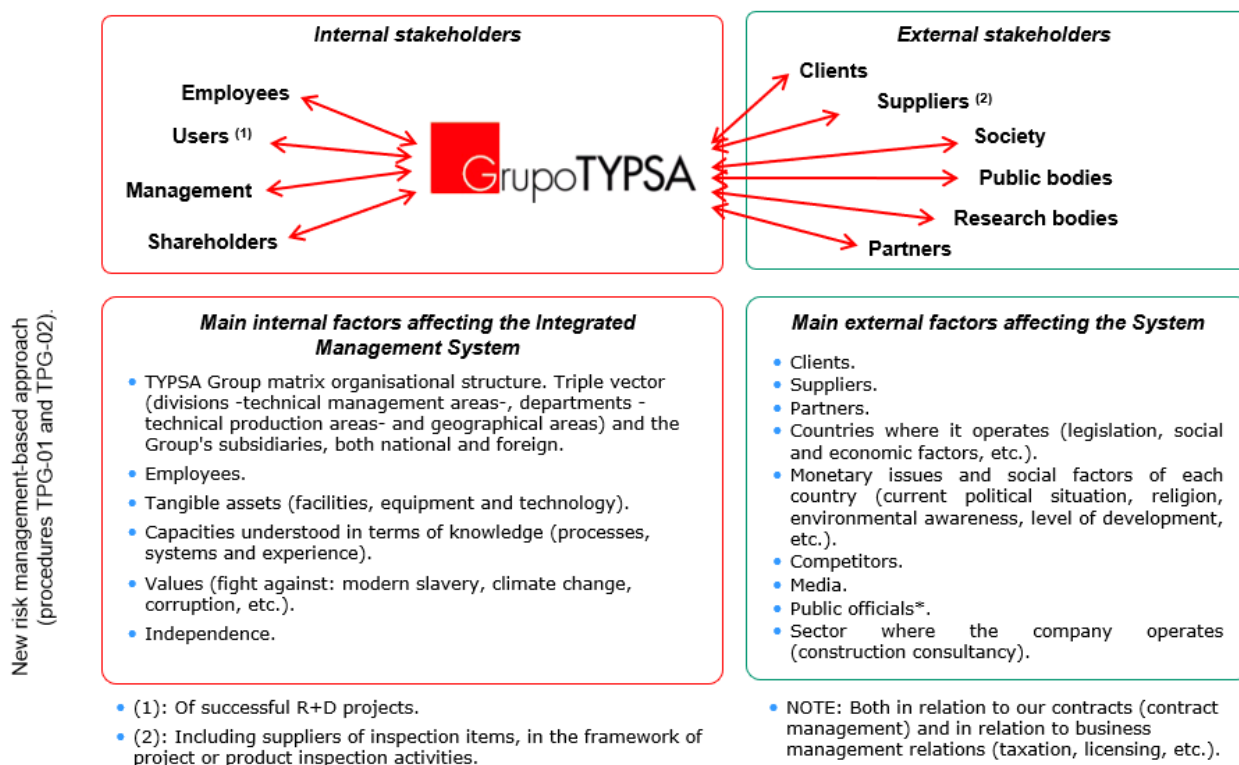 Internal stakeholders
Employees
Users (1)
Management
Shareholders
GrupoTYPSA
External stakeholders
Clients
Suppliers (2)
Society
Public bodies
Research bodies
Partners
New risk management-based approach
(procedures TPG-01 and TPG-02).
Main internal factors affecting the Integrated
Management System
• TYPSA Group matrix organisational structure. Triple vector
(divisions -technical management areas-, departments -
technical production areas- and geographical areas) and the
Group's subsidiaries, both national and foreign.
• Employees.
• Tangible assets (facilities, equipment and technology).
• Capacities understood in terms of knowledge (processes,
systems and experience).
• Values (fight against: modern slavery, climate change,
corruption, etc.).
• Independence.
Main external factors affecting the System
• Clients.
• Suppliers.
• Partners.
• Countries where it operates (legislation, social
and economic factors, etc.).
• Monetary issues and social factors of each
country (current political situation, religion,
environmental awareness, level of development,
etc.).
• Competitors.
• Media.
• Public officials*.
• Sector where the company operates
(construction consultancy).
• (1): Of successful R+D projects.
• (2): Including suppliers of inspection items, in the framework of
project or product inspection activities.
• NOTE: Both in relation to our contracts (contract
management) and in relation to business
management relations (taxation, licensing, etc.).